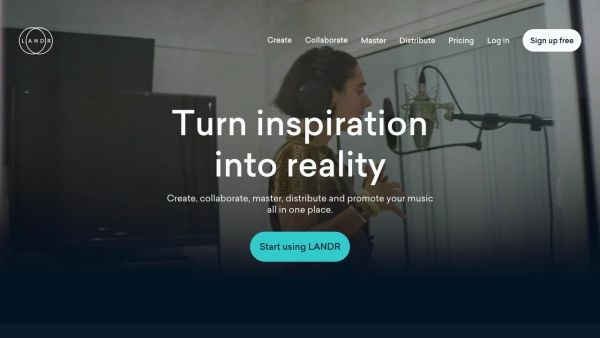 LANDR
Create
Collaborate
Master
Distribute
Pricing
Log in
Sign up free
Turn inspiration
into reality
Create, collaborate, master, distribute and promote your music
all in one place.
Start using LANDR